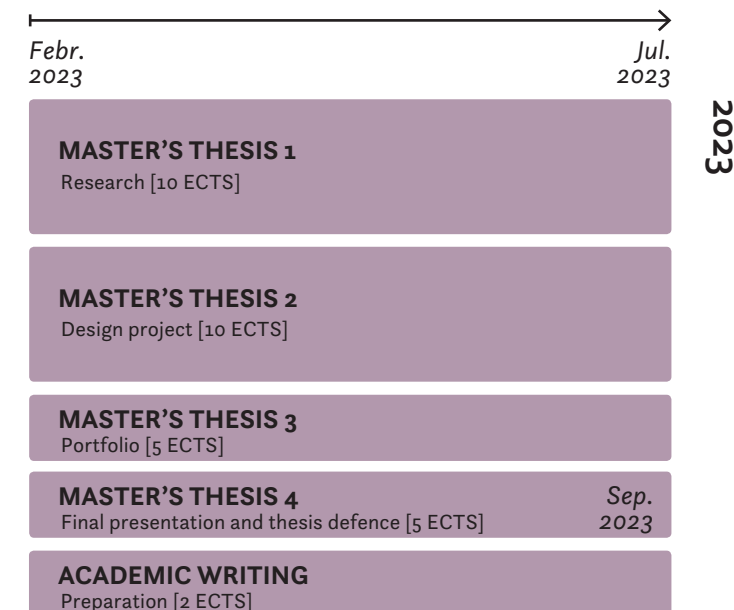 Febr.
2023
Jul.
2023
2023
MASTER’S THESIS 1
Research [10 ECTS]
MASTER’S THESIS 2
Design project [10 ECTS]
MASTER’S THESIS 3
Portfolio [5 ECTS]
MASTER’S THESIS 4
Final presentation and thesis defence [5 ECTS]
Sep.
2023
ACADEMIC WRITING
Preparation [2 ECTS]